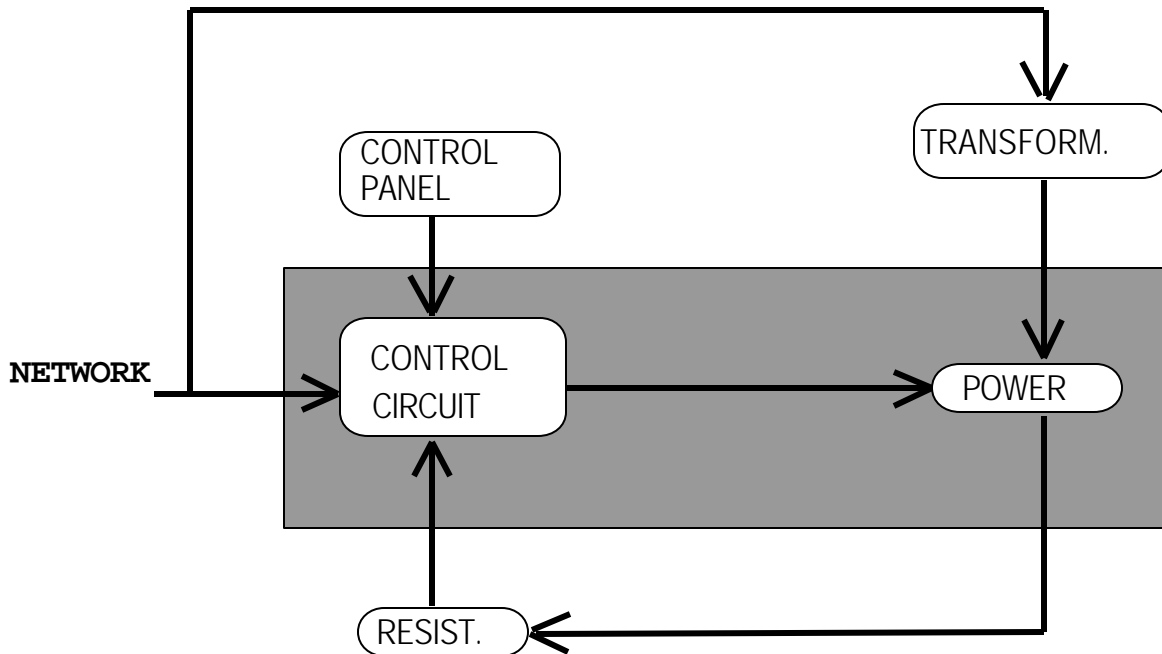 TRANSFORM.
CONTROL
PANEL
NETWORK
CONTROL
CIRCUIT
POWER
RESIST.